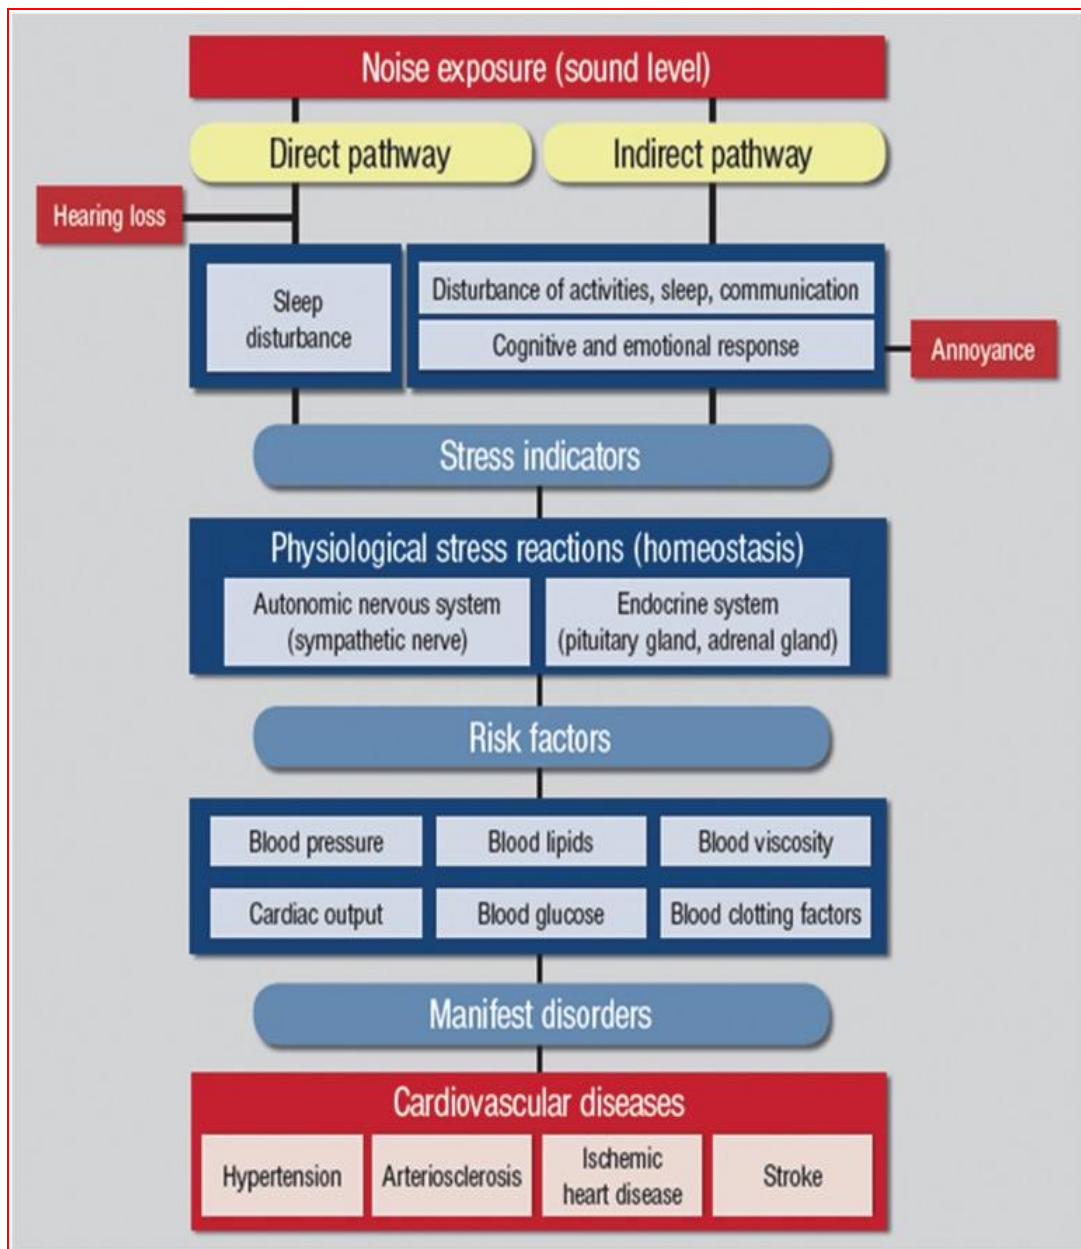 Noise exposure (sound level)
Direct pathway
Indirect pathway
Hearing loss
Sleep
disturbance
Disturbance of activities, sleep, communication
Cognitive and emotional response
Annoyance
Stress indicators
Physiological stress reactions (homeostasis)
Autonomic nervous system
(sympathetic nerve)
Endocrine system
(pituitary gland, adrenal gland)
Risk factors
Blood pressure
Blood lipids
Blood viscosity
Cardiac output
Blood glucose
Blood clotting factors
Manifest disorders
Cardiovascular diseases
Hypertension
Arteriosclerosis
Ischemic
heart disease
Stroke